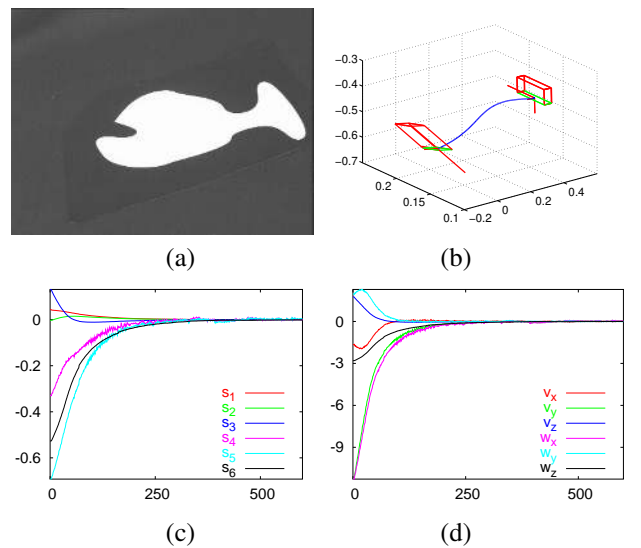 −0.3
−0.4
−0.5
−0.6
−0.7
0.2
0.15
0.1
−0.2
0
0.2
0.4
(a)
(b)
0
-0.2
-0.4
-0.6
s1
s2
s3
s4
s5
s6
0
250
500
0
-3
-6
-9
vx
vy
vz
wx
wy
wz
0
250
500
(c)
(d)